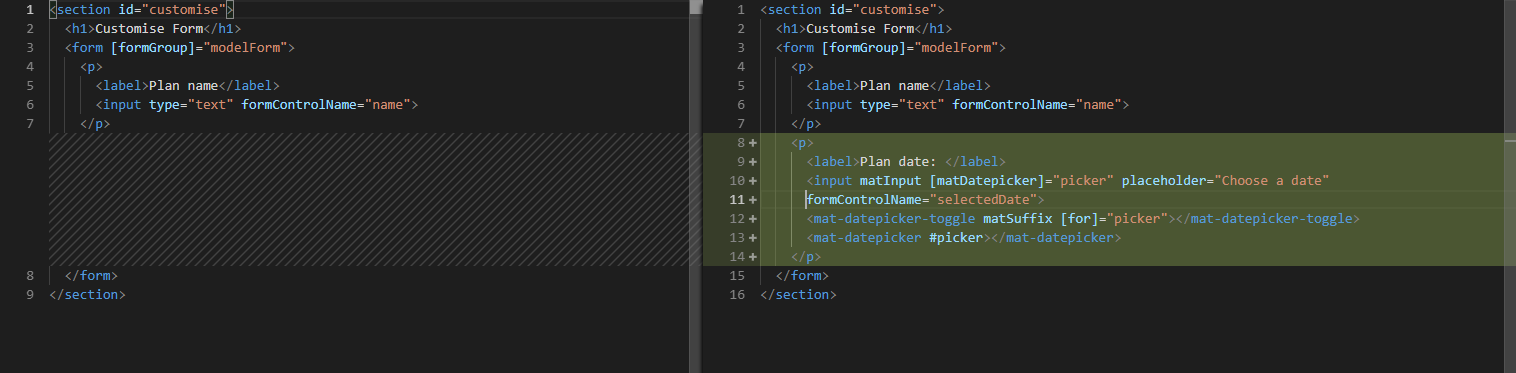 1 <section id="customise">
2   <h1>Customise Form</h1>
3   <form [formGroup]="modelForm">
4     <p>
5       <label>Plan name</label>
6       <input type="text" formControlName="name">
7     </p>
8   </form>
9 </section>
1 <section id="customise">
2   <h1>Customise Form</h1>
3   <form [formGroup]="modelForm">
4     <p>
5       <label>Plan name</label>
6       <input type="text" formControlName="name">
7     </p>
8+     <p>
9+       <label>Plan date: </label>
10+       <input matInput [matDatepicker]="picker" placeholder="Choose a date"
11+       formControlName="selectedDate">
12+       <mat-datepicker-toggle matSuffix [for]="picker"></mat-datepicker-toggle>
13+       <mat-datepicker #picker></mat-datepicker>
14+     </p>
15   </form>
16 </section>